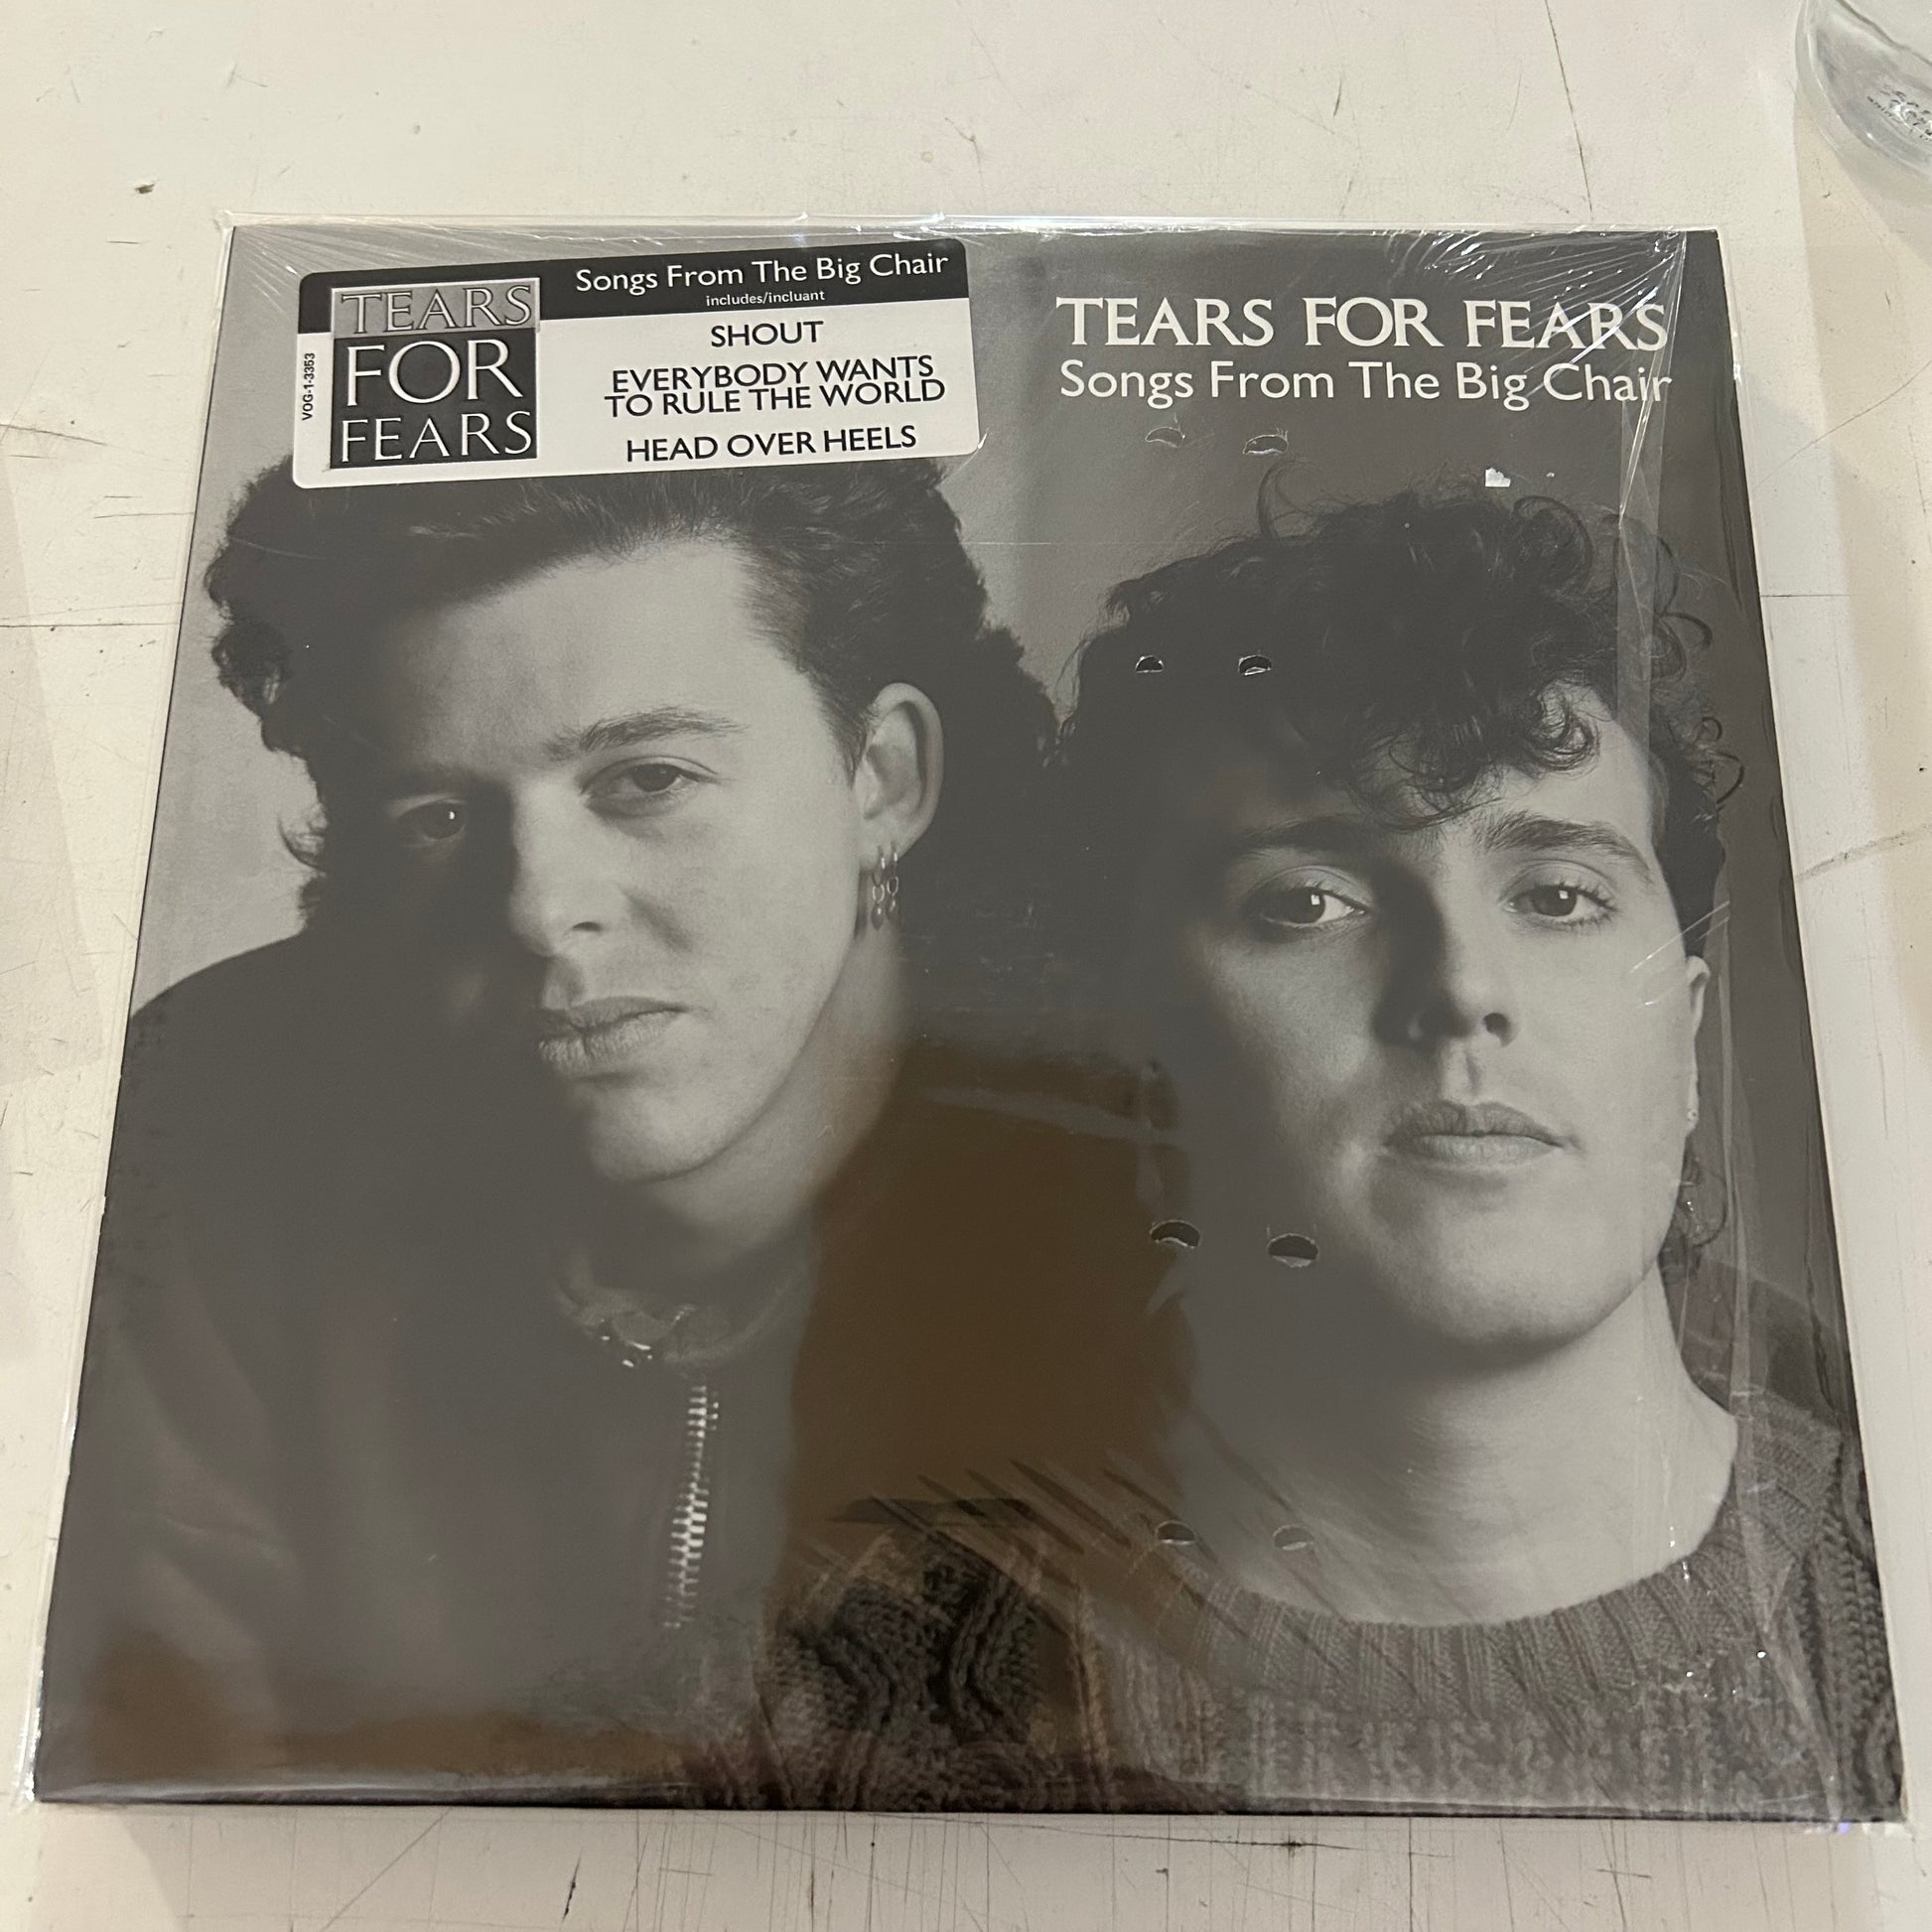 TEARS
FOR
FEARS
VOG-1-3353
Songs From The Big Chair
includes/incluant
SHOUT
EVERYBODY WANTS
TO RULE THE WORLD
HEAD OVER HEELS
TEARS FOR FEARS
Songs From The Big Chair